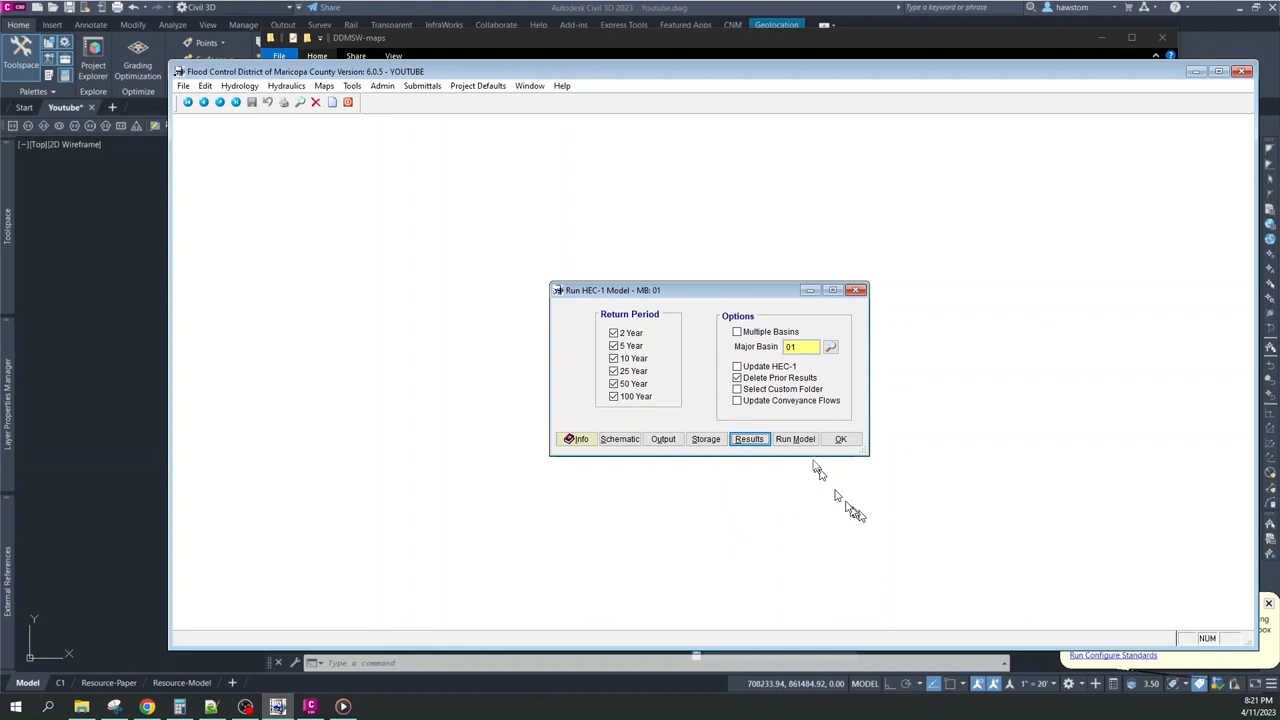 Civil 3D
Share
Autodesk Civil 3D 2023 Youtube.dwg
Type a keyword or phrase
hawstom
Home
Insert
Annotate
Modify
Analyze
View
Manage
Output
Survey
Rail
Transparent
InfraWorks
Collaborate
Help
Add-ins
Express Tools
Featured Apps
CNM
Geolocation
Toolspace
Project
Explorer
Grading
Optimization
Points
Palettes
Explore
Optimize
DDMSW-maps
File
Home
Share
View
Start
Youtube*
[−][Top][2D Wireframe]
Flood Control District of Maricopa County Version: 6.0.5 - YOUTUBE
File Edit Hydrology Hydraulics Maps Tools Admin Submittals Project Defaults Window Help
Run HEC-1 Model - MB: 01
Return Period
2 Year
5 Year
10 Year
25 Year
50 Year
100 Year
Options
Multiple Basins
Major Basin 01
Update HEC-1
Delete Prior Results
Select Custom Folder
Update Conveyance Flows
Info Schematic Output Storage Results Run Model OK
Toolspace
Layer Properties Manager
External References
Y
X
NUM
Run Configure Standards
Type a command
Model
C1
Resource-Paper
Resource-Model
708233.94, 861484.92, 0.00
MODEL
1" = 20'
3.50
8:21 PM
4/11/2023